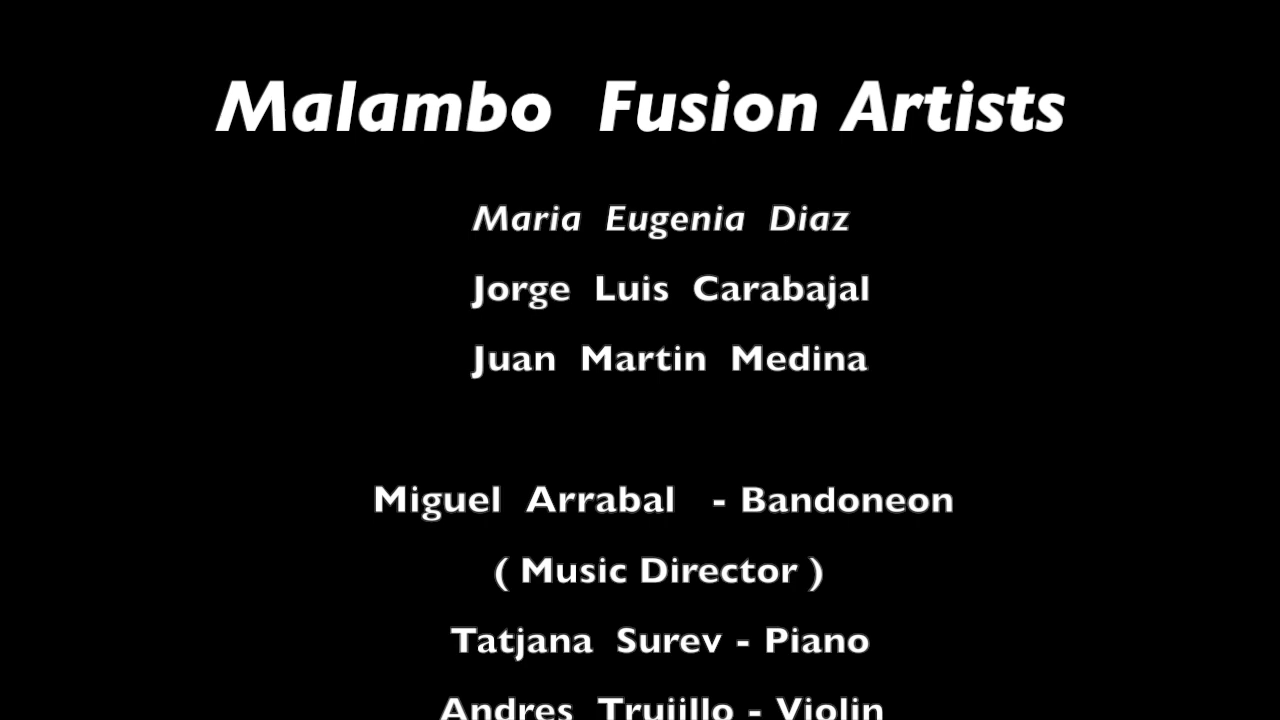 Malambo Fusion Artists
Maria Eugenia Diaz
Jorge Luis Carabajal
Juan Martin Medina
Miguel Arrabal - Bandoneon
( Music Director )
Tatjana Surev - Piano
Andres Trujillo - Violin